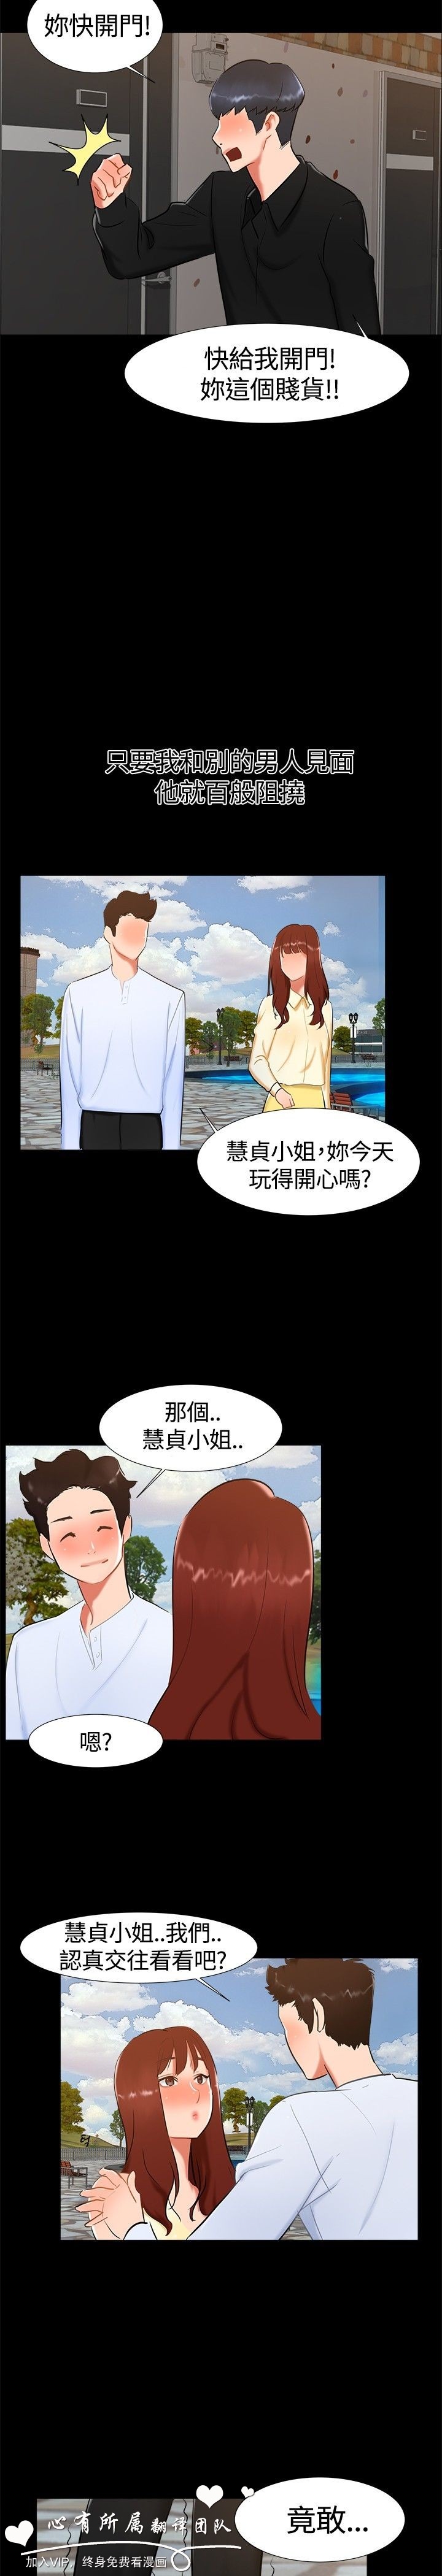 妳快開門!
快給我開門!
妳這個賤貨!!
只要我和別的男人見面
他就百般阻撓
慧貞小姐,妳今天
玩得開心嗎?
那個..
慧貞小姐..
嗯?
慧貞小姐..我們..
認真交往看看吧?
竟敢...
心有所属翻译团队
加入VIP，终身免费看漫画